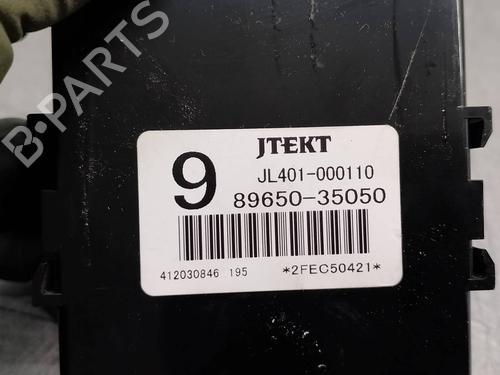 B-PARTS
JTEKT
9
JL401-000110
89650-35050
412030846 195
*2FEC50421*